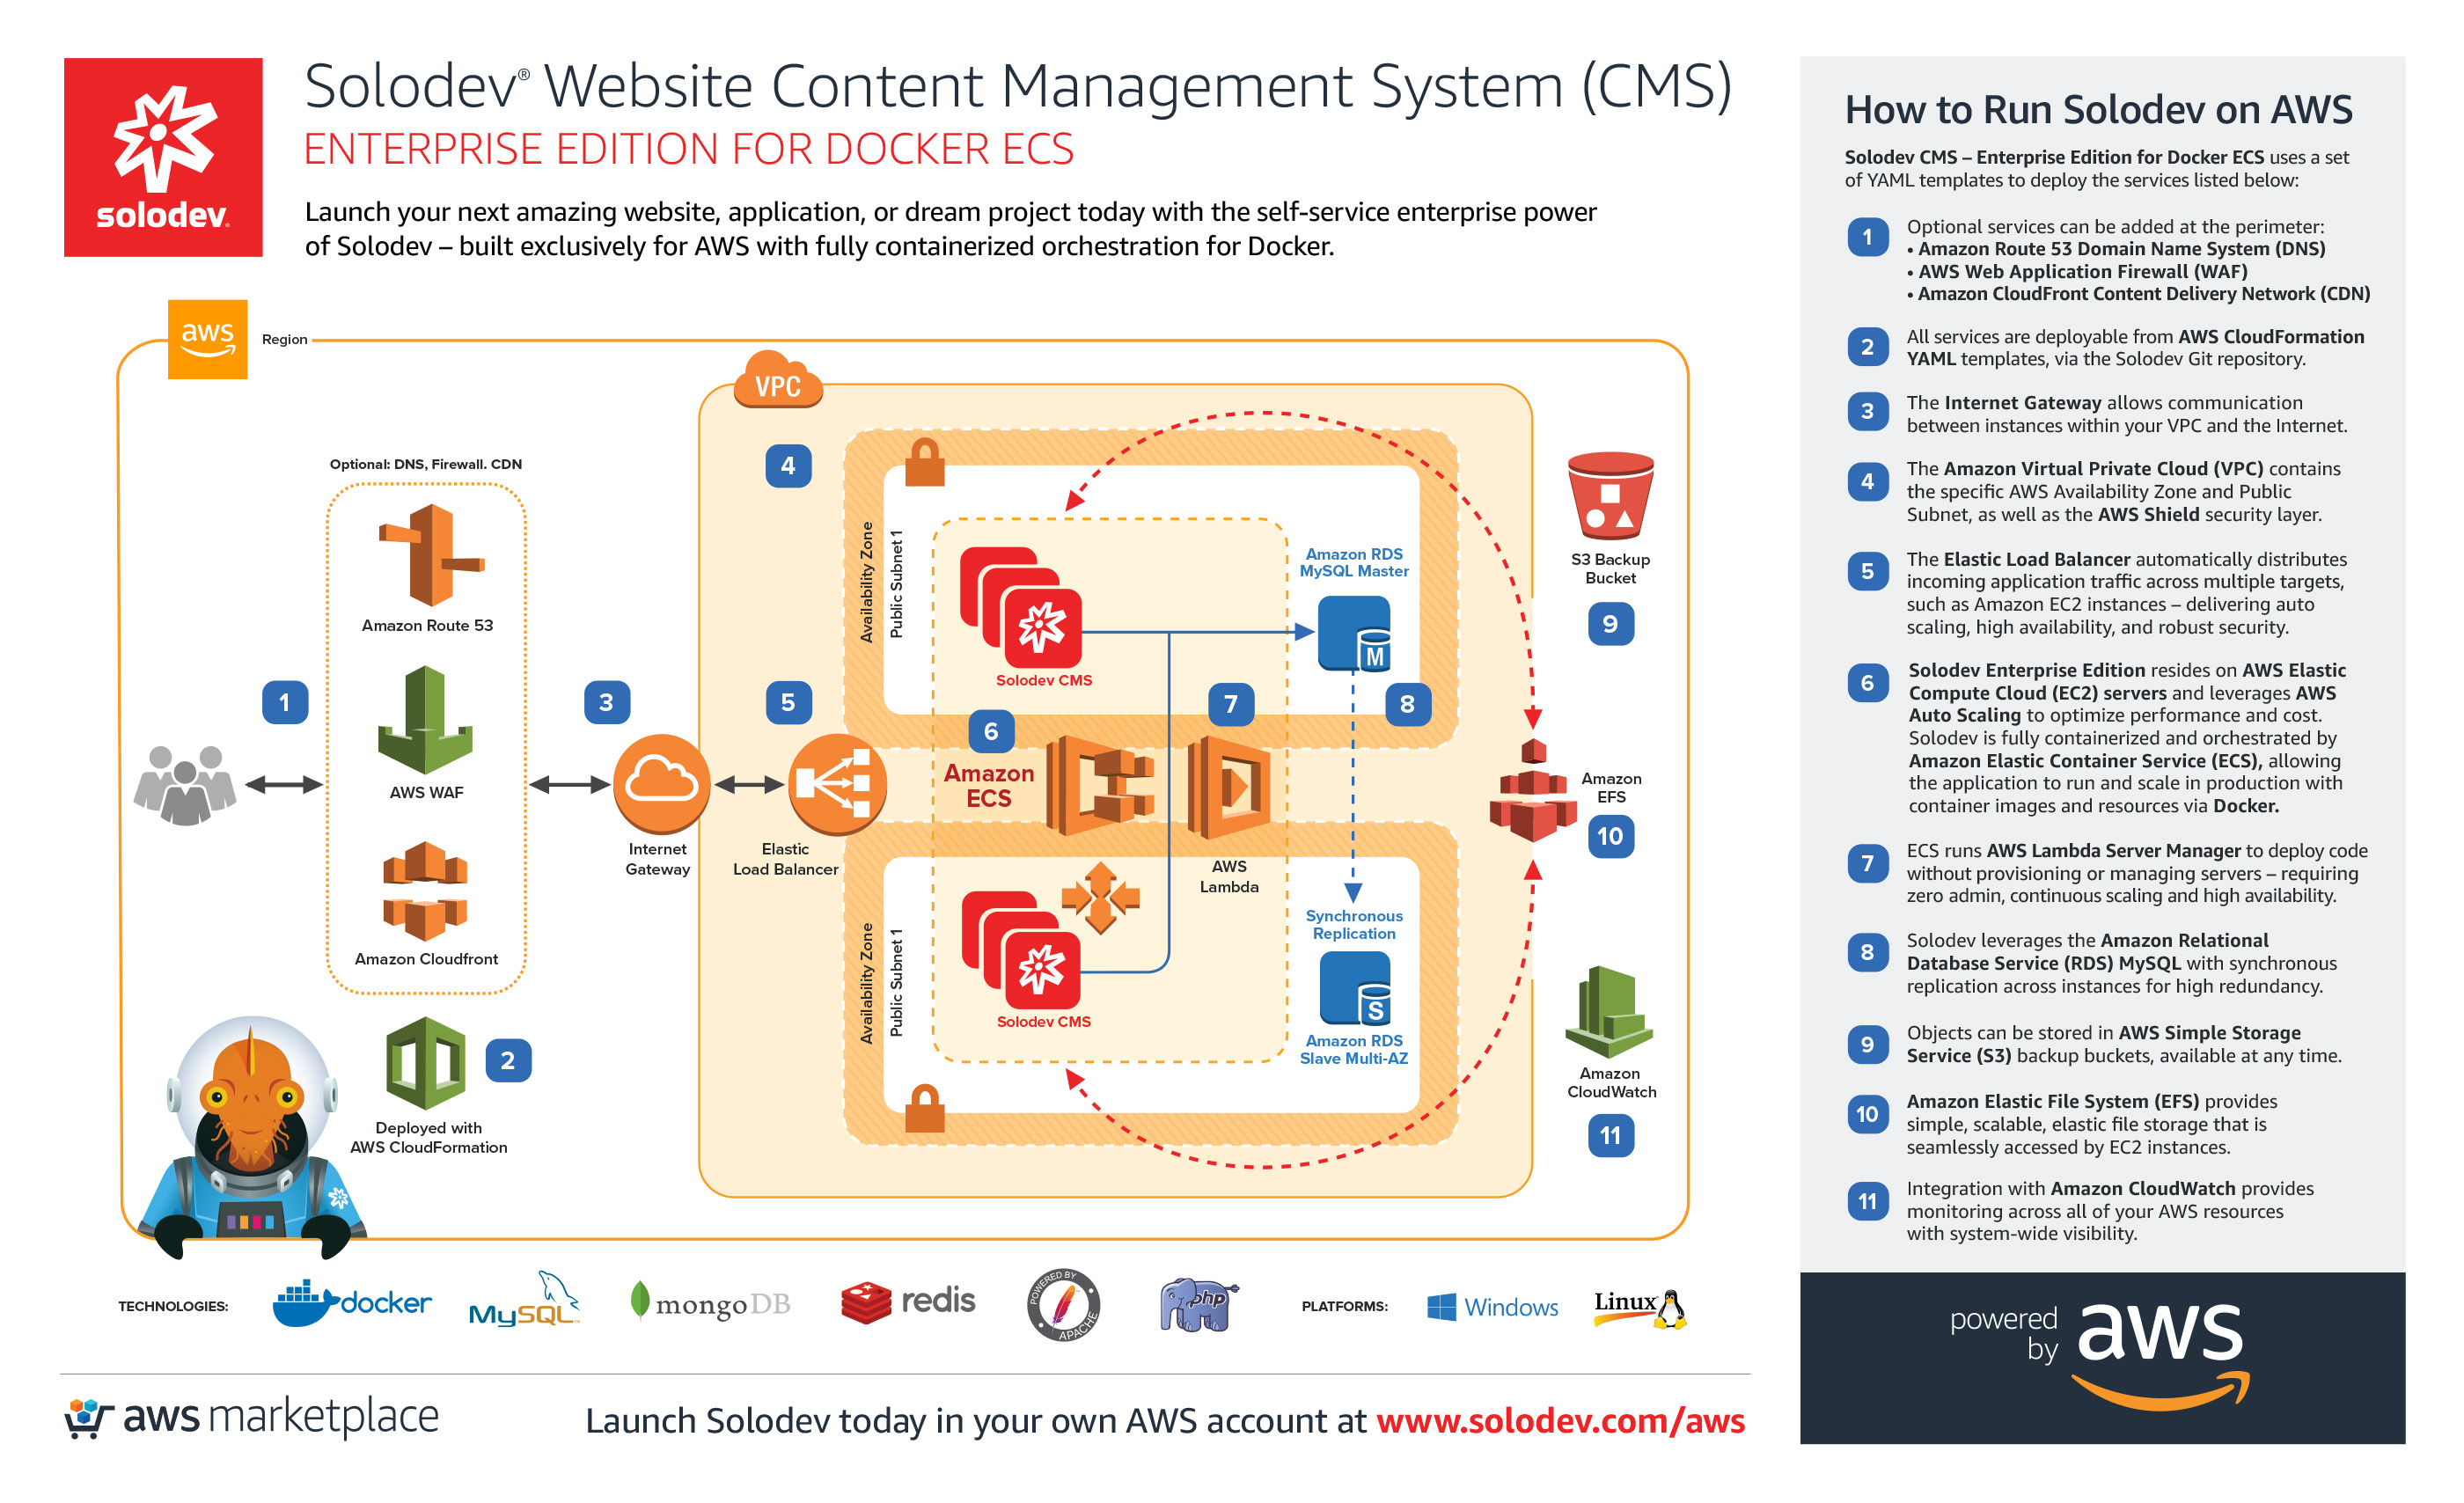 solodev.
Solodev® Website Content Management System (CMS)
ENTERPRISE EDITION FOR DOCKER ECS
Launch your next amazing website, application, or dream project today with the self-service enterprise power
of Solodev – built exclusively for AWS with fully containerized orchestration for Docker.
aws
Region
VPC
Optional: DNS, Firewall. CDN
Amazon Route 53
AWS WAF
Amazon Cloudfront
1
2
Deployed with
AWS CloudFormation
3
Internet
Gateway
4
5
Elastic
Load Balancer
Availability Zone
Public Subnet 1
Solodev CMS
Amazon RDS
MySQL Master
M
6
7
8
Amazon
ECS
AWS
Lambda
Availability Zone
Public Subnet 1
Solodev CMS
Synchronous
Replication
S
Amazon RDS
Slave Multi-AZ
S3 Backup
Bucket
9
Amazon
EFS
10
Amazon
CloudWatch
11
TECHNOLOGIES:
docker
MySQL
mongoDB
redis
POWERED BY
APACHE
php
PLATFORMS:
Windows
Linux
aws marketplace
Launch Solodev today in your own AWS account at www.solodev.com/aws
How to Run Solodev on AWS
Solodev CMS – Enterprise Edition for Docker ECS uses a set
of YAML templates to deploy the services listed below:
1
Optional services can be added at the perimeter:
• Amazon Route 53 Domain Name System (DNS)
• AWS Web Application Firewall (WAF)
• Amazon CloudFront Content Delivery Network (CDN)
2
All services are deployable from AWS CloudFormation
YAML templates, via the Solodev Git repository.
3
The Internet Gateway allows communication
between instances within your VPC and the Internet.
4
The Amazon Virtual Private Cloud (VPC) contains
the specific AWS Availability Zone and Public
Subnet, as well as the AWS Shield security layer.
5
The Elastic Load Balancer automatically distributes
incoming application traffic across multiple targets,
such as Amazon EC2 instances – delivering auto
scaling, high availability, and robust security.
6
Solodev Enterprise Edition resides on AWS Elastic
Compute Cloud (EC2) servers and leverages AWS
Auto Scaling to optimize performance and cost.
Solodev is fully containerized and orchestrated by
Amazon Elastic Container Service (ECS), allowing
the application to run and scale in production with
container images and resources via Docker.
7
ECS runs AWS Lambda Server Manager to deploy code
without provisioning or managing servers – requiring
zero admin, continuous scaling and high availability.
8
Solodev leverages the Amazon Relational
Database Service (RDS) MySQL with synchronous
replication across instances for high redundancy.
9
Objects can be stored in AWS Simple Storage
Service (S3) backup buckets, available at any time.
10
Amazon Elastic File System (EFS) provides
simple, scalable, elastic file storage that is
seamlessly accessed by EC2 instances.
11
Integration with Amazon CloudWatch provides
monitoring across all of your AWS resources
with system-wide visibility.
powered
by
aws